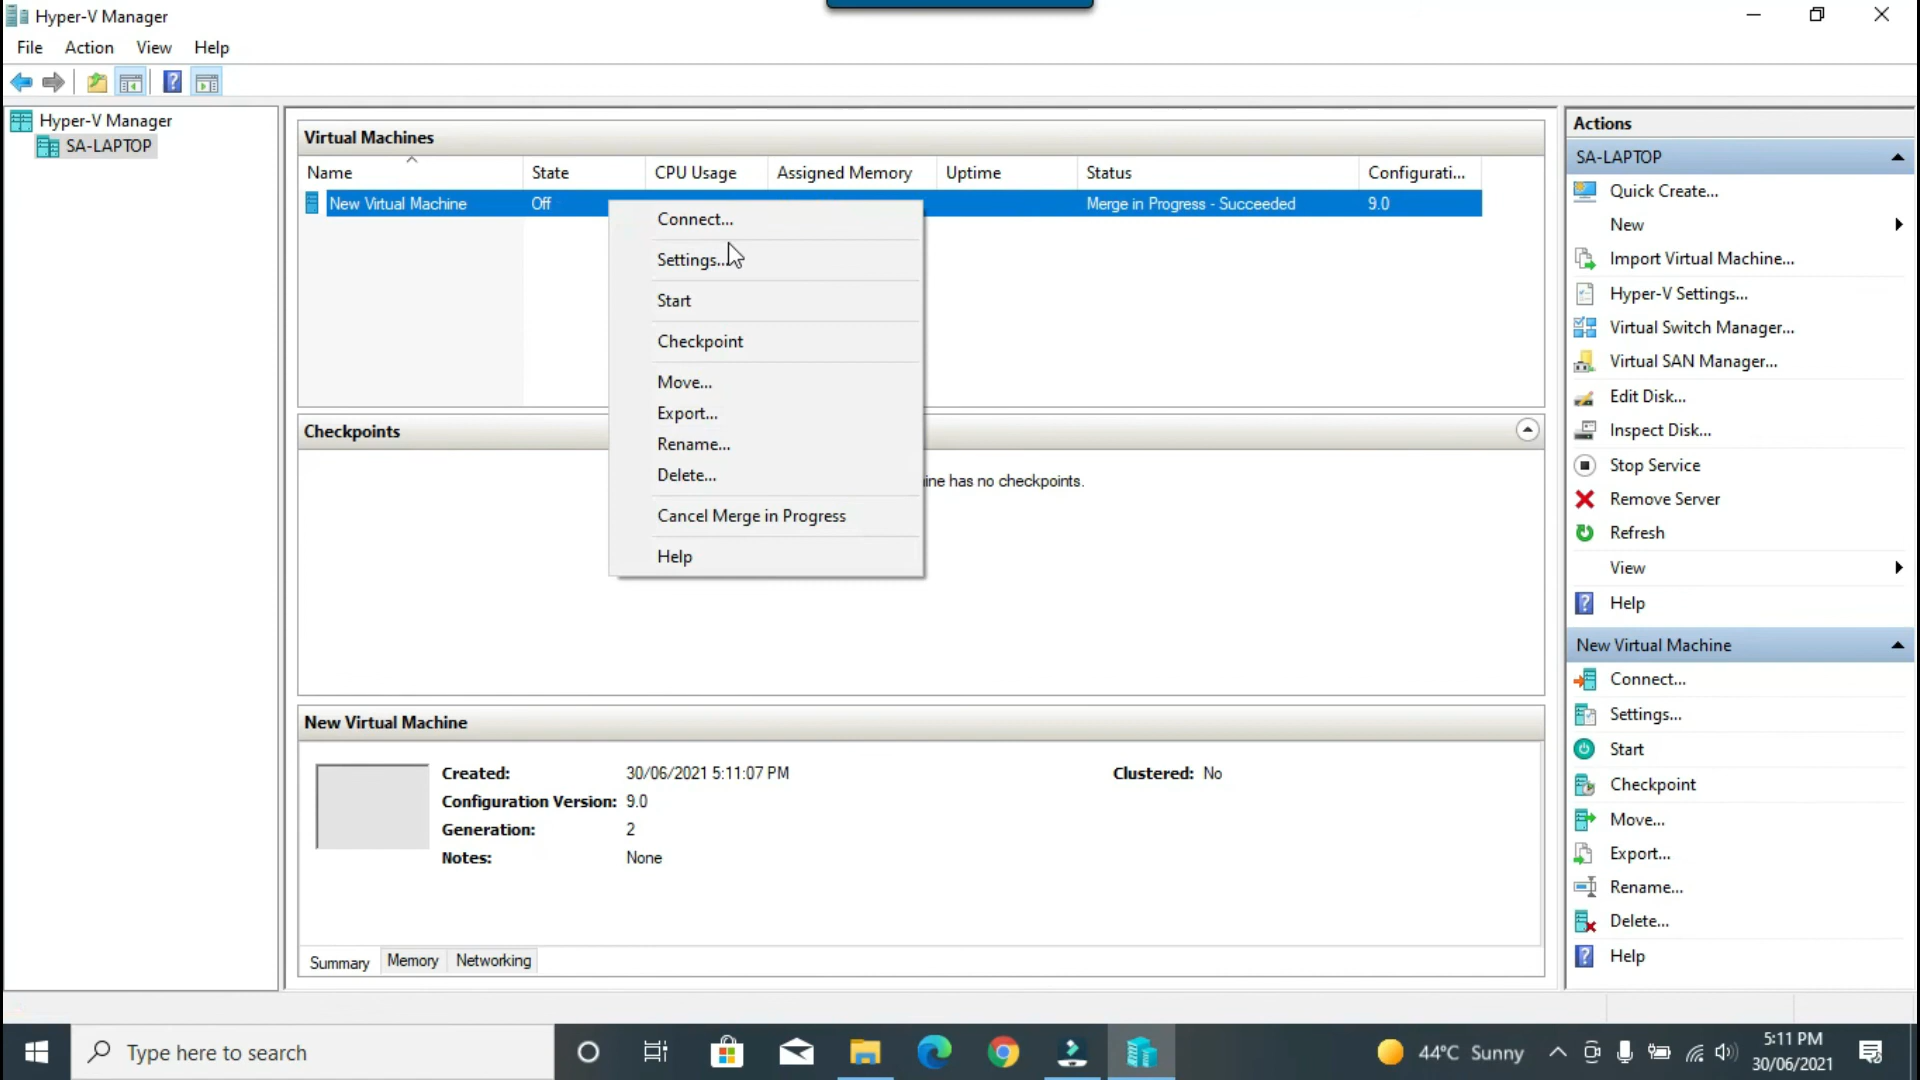 Hyper-V Manager
File Action View Help
Hyper-V Manager
SA-LAPTOP
Virtual Machines
Name State CPU Usage Assigned Memory Uptime Status Configurati...
New Virtual Machine Off Merge in Progress - Succeeded 9.0
Connect...
Settings...
Start
Checkpoint
Move...
Export...
Rename...
Delete...
Cancel Merge in Progress
Help
Checkpoints
has no checkpoints.
New Virtual Machine
Created: 30/06/2021 5:11:07 PM Clustered: No
Configuration Version: 9.0
Generation: 2
Notes: None
Summary Memory Networking
Actions
SA-LAPTOP
Quick Create...
New
Import Virtual Machine...
Hyper-V Settings...
Virtual Switch Manager...
Virtual SAN Manager...
Edit Disk...
Inspect Disk...
Stop Service
Remove Server
Refresh
View
Help
New Virtual Machine
Connect...
Settings...
Start
Checkpoint
Move...
Export...
Rename...
Delete...
Help
Type here to search
44°C Sunny
5:11 PM
30/06/2021